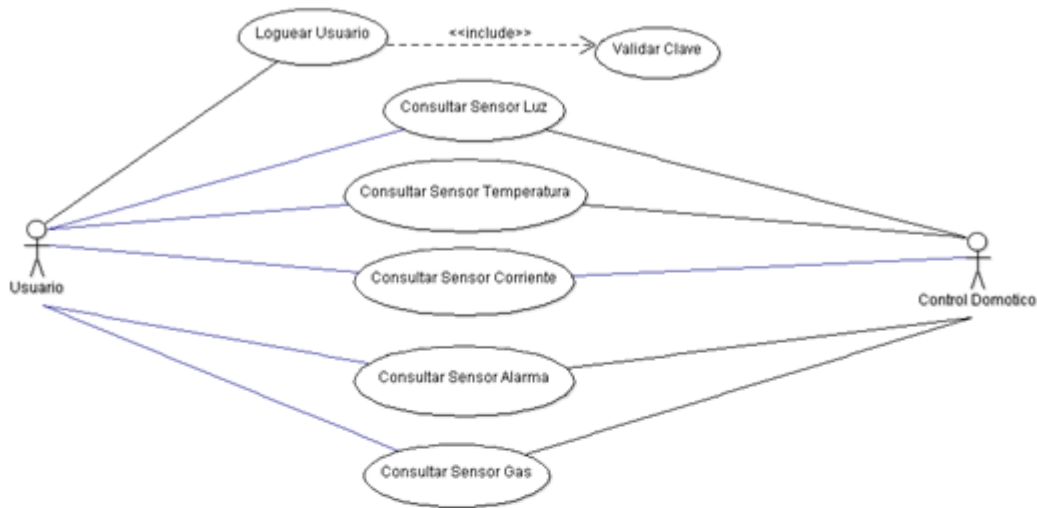 Loguear Usuario
<<include>>
Validar Clave
Consultar Sensor Luz
Consultar Sensor Temperatura
Consultar Sensor Corriente
Usuario
Control Domotico
Consultar Sensor Alarma
Consultar Sensor Gas